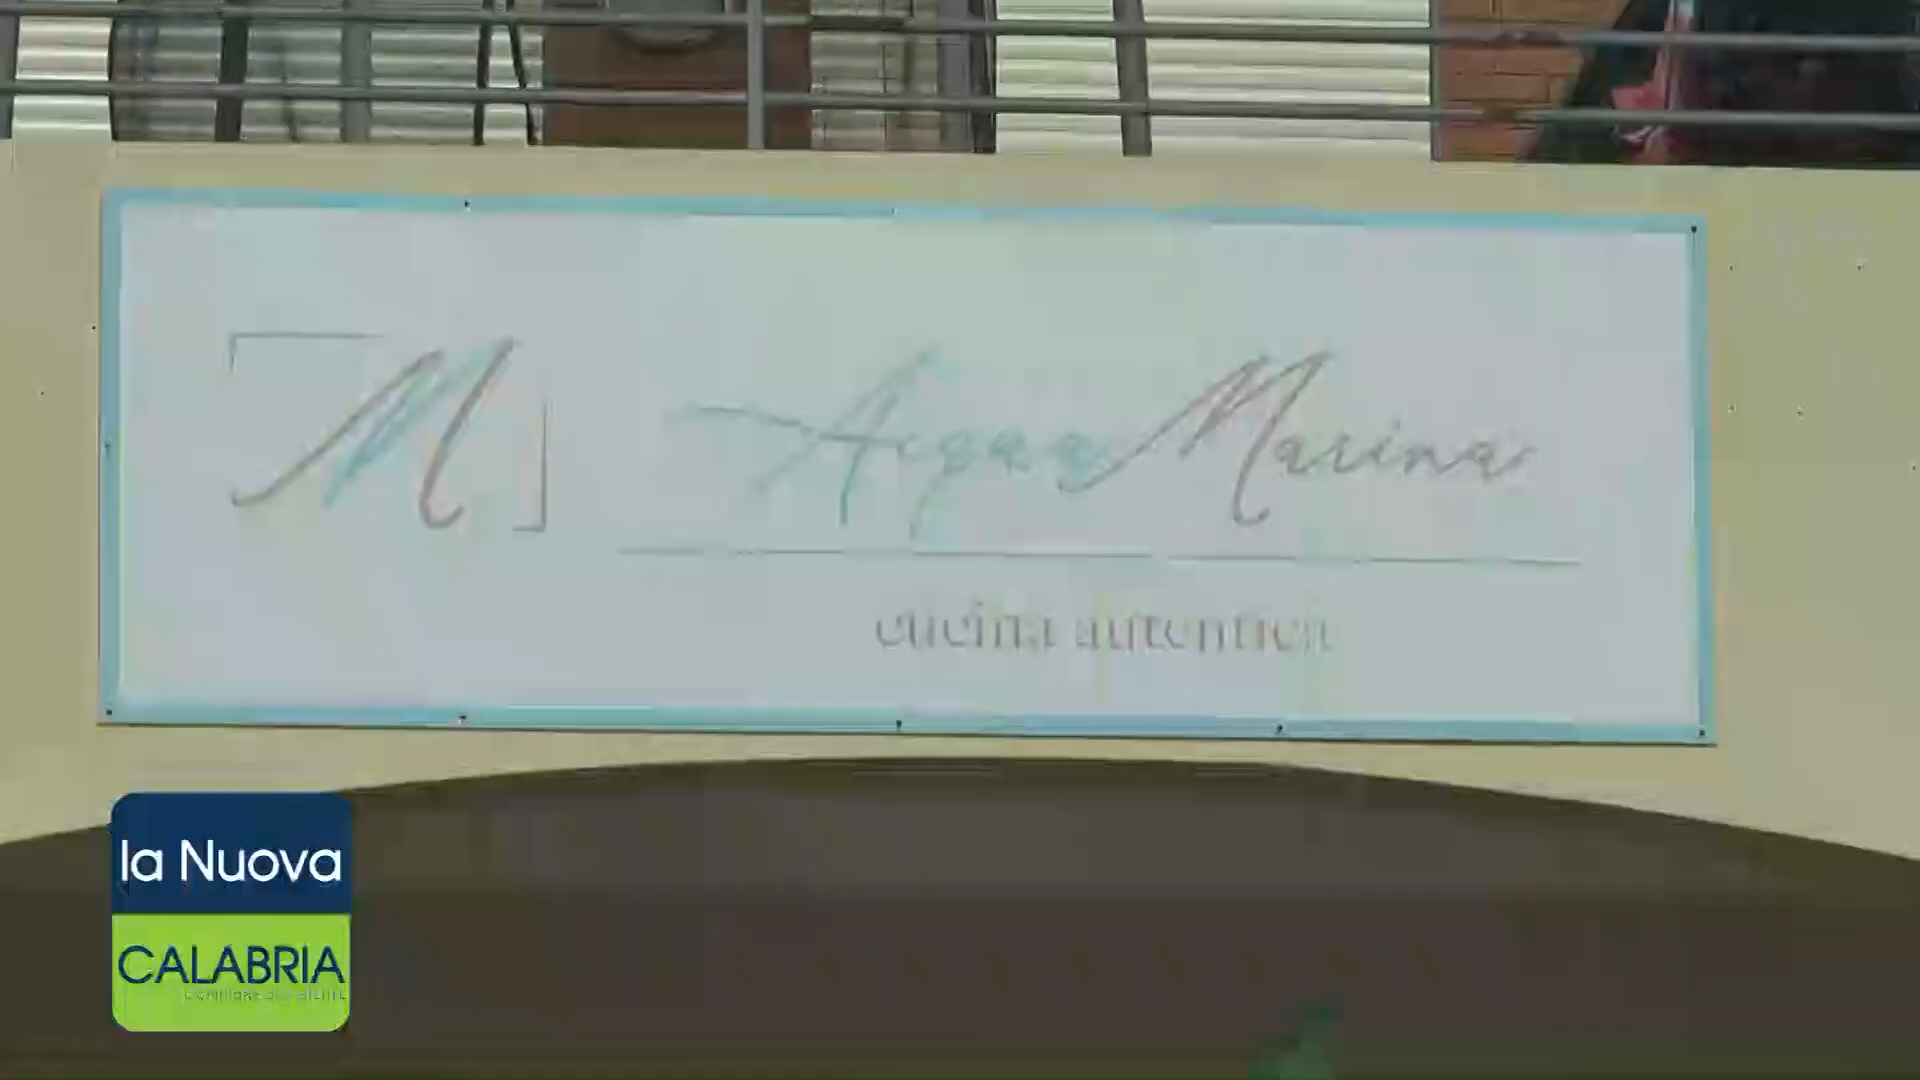 M
AcquaMarina
cucina autentica
la Nuova
CALABRIA